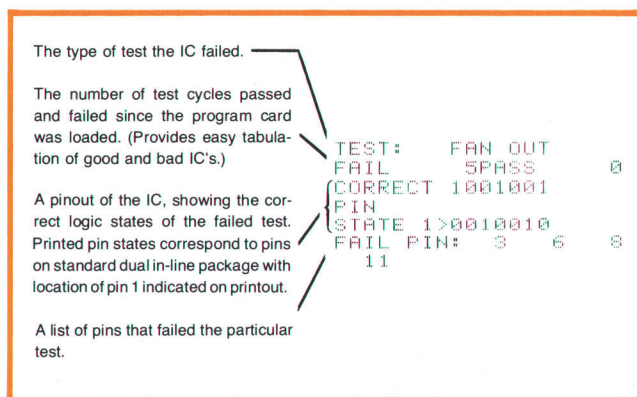 The type of test the IC failed.
The number of test cycles passed
and failed since the program card
was loaded. (Provides easy tabula-
tion of good and bad IC's.)
A pinout of the IC, showing the cor-
rect logic states of the failed test.
Printed pin states correspond to pins
on standard dual in-line package with
location of pin 1 indicated on printout.
A list of pins that failed the particular
test.
TEST: FAN OUT
FAIL 5PASS 0
CORRECT 1001001
PIN
STATE 1>0010010
FAIL PIN: 3 6 8
11